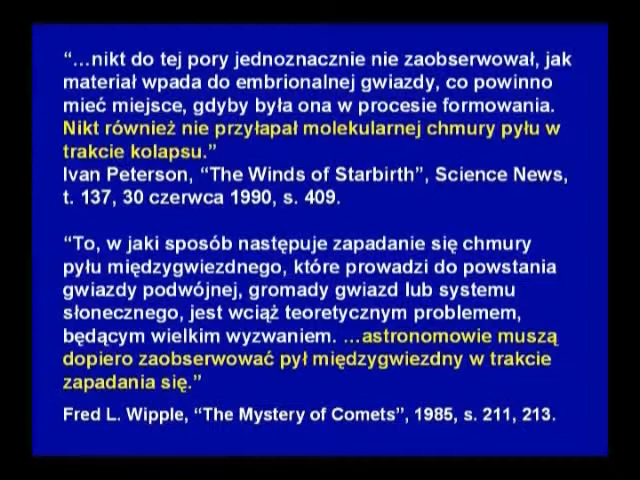 “…nikt do tej pory jednoznacznie nie zaobserwował, jak
materiał wpada do embrionalnej gwiazdy, co powinno
mieć miejsce, gdyby była ona w procesie formowania.
Nikt również nie przyłapał molekularnej chmury pyłu w
trakcie kolapsu.”
Ivan Peterson, “The Winds of Starbirth”, Science News,
t. 137, 30 czerwca 1990, s. 409.
“To, w jaki sposób następuje zapadanie się chmury
pyłu międzygwiezdnego, które prowadzi do powstania
gwiazdy podwójnej, gromady gwiazd lub systemu
słonecznego, jest wciąż teoretycznym problemem,
będącym wielkim wyzwaniem. …astronomowie muszą
dopiero zaobserwować pył międzygwiezdny w trakcie
zapadania się.”
Fred L. Wipple, “The Mystery of Comets”, 1985, s. 211, 213.